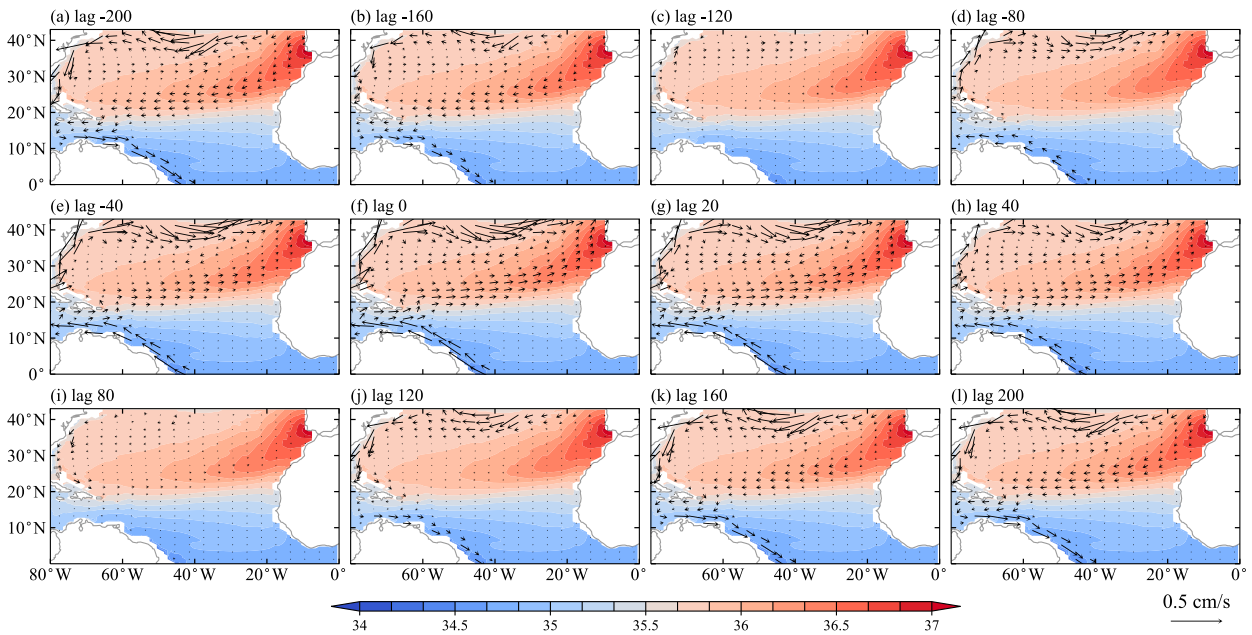 (a) lag -200 (b) lag -160 (c) lag -120 (d) lag -80
40°N
30°N
20°N
10°N
0°
(e) lag -40 (f) lag 0 (g) lag 20 (h) lag 40
40°N
30°N
20°N
10°N
0°
(i) lag 80 (j) lag 120 (k) lag 160 (l) lag 200
40°N
30°N
20°N
10°N
80°W 60°W 40°W 20°W 0° 60°W 40°W 20°W 0° 60°W 40°W 20°W 0° 60°W 40°W 20°W 0°
0.5 cm/s
34 34.5 35 35.5 36 36.5 37